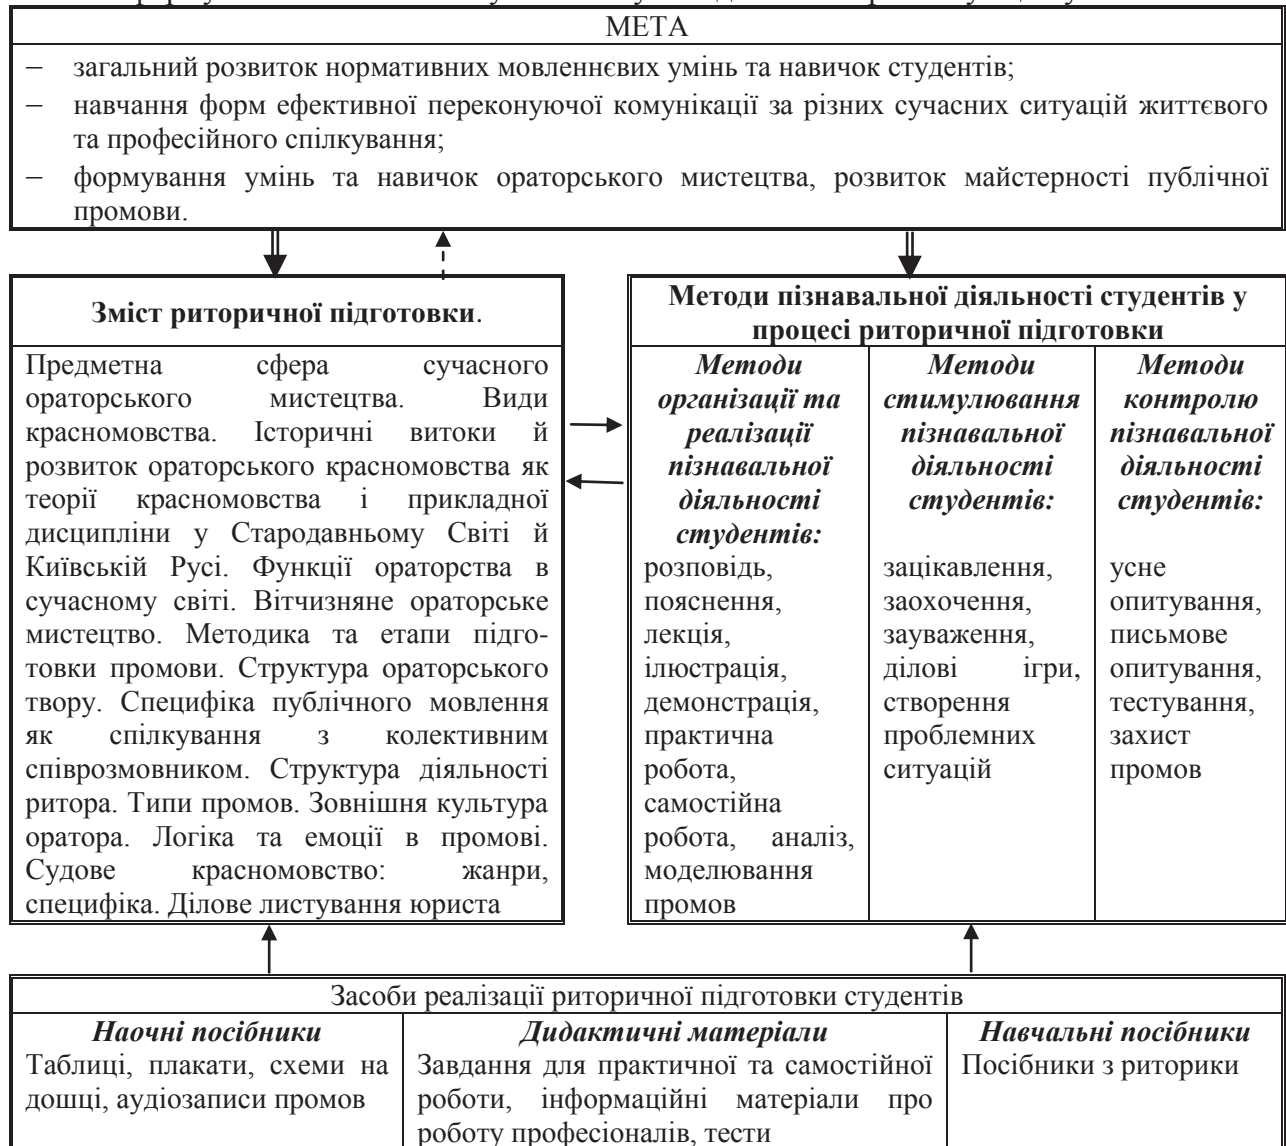 МЕТА
– загальний розвиток нормативних мовленнєвих умінь та навичок студентів;
– навчання форм ефективної переконуючої комунікації за різних сучасних ситуацій життєвого
та професійного спілкування;
– формування умінь та навичок ораторського мистецтва, розвиток майстерності публічної
промови.
Зміст риторичної підготовки.
Предметна сфера сучасного
ораторського мистецтва. Види
красномовства. Історичні витоки й
розвиток ораторського красномовства як
теорії красномовства і прикладної
дисципліни у Стародавньому Світі й
Київській Русі. Функції ораторства в
сучасному світі. Вітчизняне ораторське
мистецтво. Методика та етапи підго-
товки промови. Структура ораторського
твору. Специфіка публічного мовлення
як спілкування з колективним
співрозмовником. Структура діяльності
ритора. Типи промов. Зовнішня культура
оратора. Логіка та емоції в промові.
Судове красномовство: жанри,
специфіка. Ділове листування юриста
Методи пізнавальної діяльності студентів у
процесі риторичної підготовки
Методи
організації та
реалізації
пізнавальної
діяльності
студентів:
розповідь,
пояснення,
лекція,
ілюстрація,
демонстрація,
практична
робота,
самостійна
робота, аналіз,
моделювання
промов
Методи
стимулювання
пізнавальної
діяльності
студентів:
зацікавлення,
заохочення,
зауваження,
ділові ігри,
створення
проблемних
ситуацій
Методи
контролю
пізнавальної
діяльності
студентів:
усне
опитування,
письмове
опитування,
тестування,
захист
промов
Засоби реалізації риторичної підготовки студентів
Наочні посібники
Таблиці, плакати, схеми на
дошці, аудіозаписи промов
Дидактичні матеріали
Завдання для практичної та самостійної
роботи, інформаційні матеріали про
роботу професіоналів, тести
Навчальні посібники
Посібники з риторики